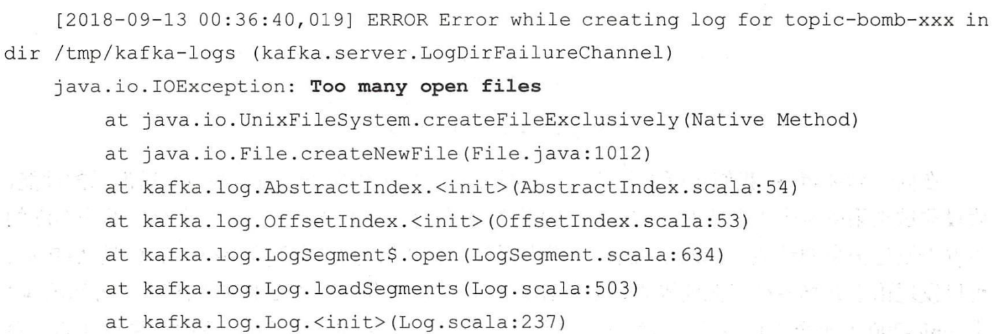 [2018-09-13 00:36:40,019] ERROR Error while creating log for topic-bomb-xxx in
dir /tmp/kafka-logs (kafka.server.LogDirFailureChannel)
java.io.IOException: Too many open files
at java.io.UnixFileSystem.createFileExclusively(Native Method)
at java.io.File.createNewFile(File.java:1012)
at kafka.log.AbstractIndex.<init>(AbstractIndex.scala:54)
at kafka.log.OffsetIndex.<init>(OffsetIndex.scala:53)
at kafka.log.LogSegment$.open(LogSegment.scala:634)
at kafka.log.Log.loadSegments(Log.scala:503)
at kafka.log.Log.<init>(Log.scala:237)